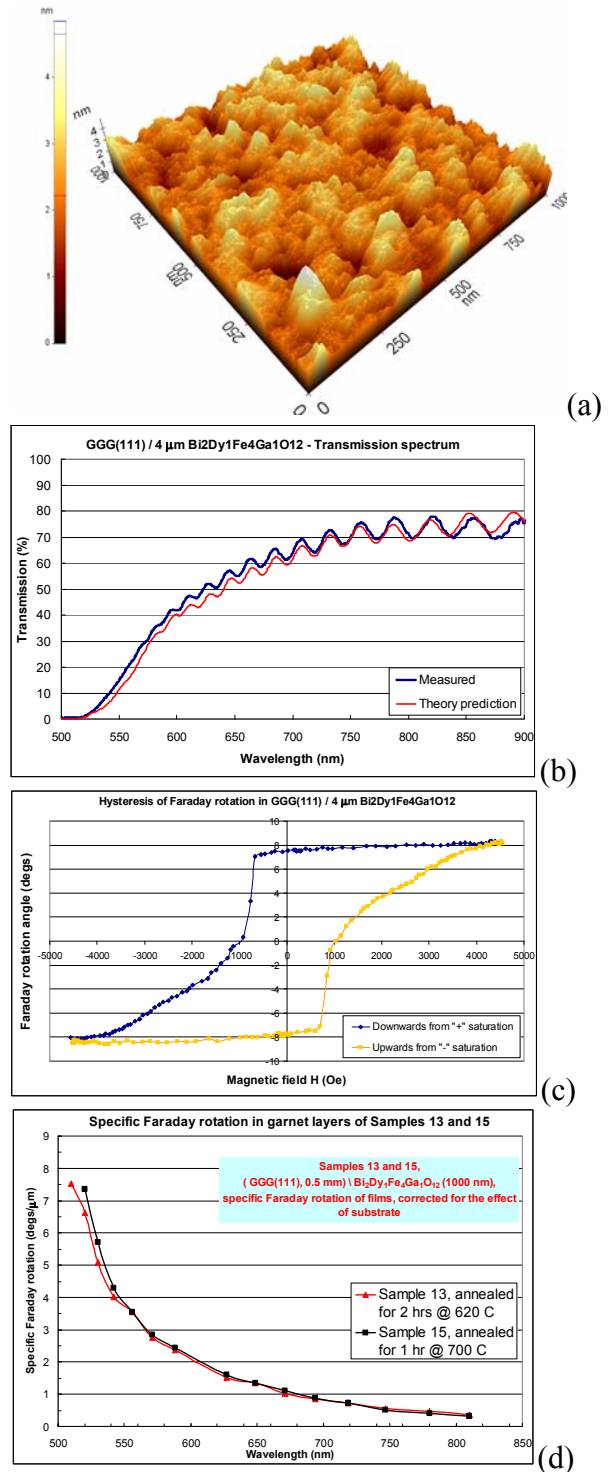 nm
4
3
2
1
0
nm
4
3
2
1
0
1000
750
500
nm
250
0
0
250
500
nm
750
1000
(a)
GGG(111) / 4 µm Bi2Dy1Fe4Ga1O12 - Transmission spectrum
Transmission (%)
100
90
80
70
60
50
40
30
20
10
0
500 550 600 650 700 750 800 850 900
Wavelength (nm)
Measured
Theory prediction
(b)
Hysteresis of Faraday rotation in GGG(111) / 4 µm Bi2Dy1Fe4Ga1O12
Faraday rotation angle (degs)
10
8
6
4
2
0
-2
-4
-6
-8
-10
-5000 -4000 -3000 -2000 -1000 0 1000 2000 3000 4000 5000
Downwards from "+" saturation
Upwards from "-" saturation
Magnetic field H (Oe)
(c)
Specific Faraday rotation in garnet layers of Samples 13 and 15
Specific Faraday rotation (degs/µm)
9
8
7
6
5
4
3
2
1
0
Samples 13 and 15,
( GGG(111), 0.5 mm) \ Bi₂Dy₁Fe₄Ga₁O₁₂ (1000 nm),
specific Faraday rotation of films, corrected for the effect
of substrate
Sample 13, annealed
for 2 hrs @ 620 C
Sample 15, annealed
for 1 hr @ 700 C
500 550 600 650 700 750 800 850
Wavelength (nm)
(d)